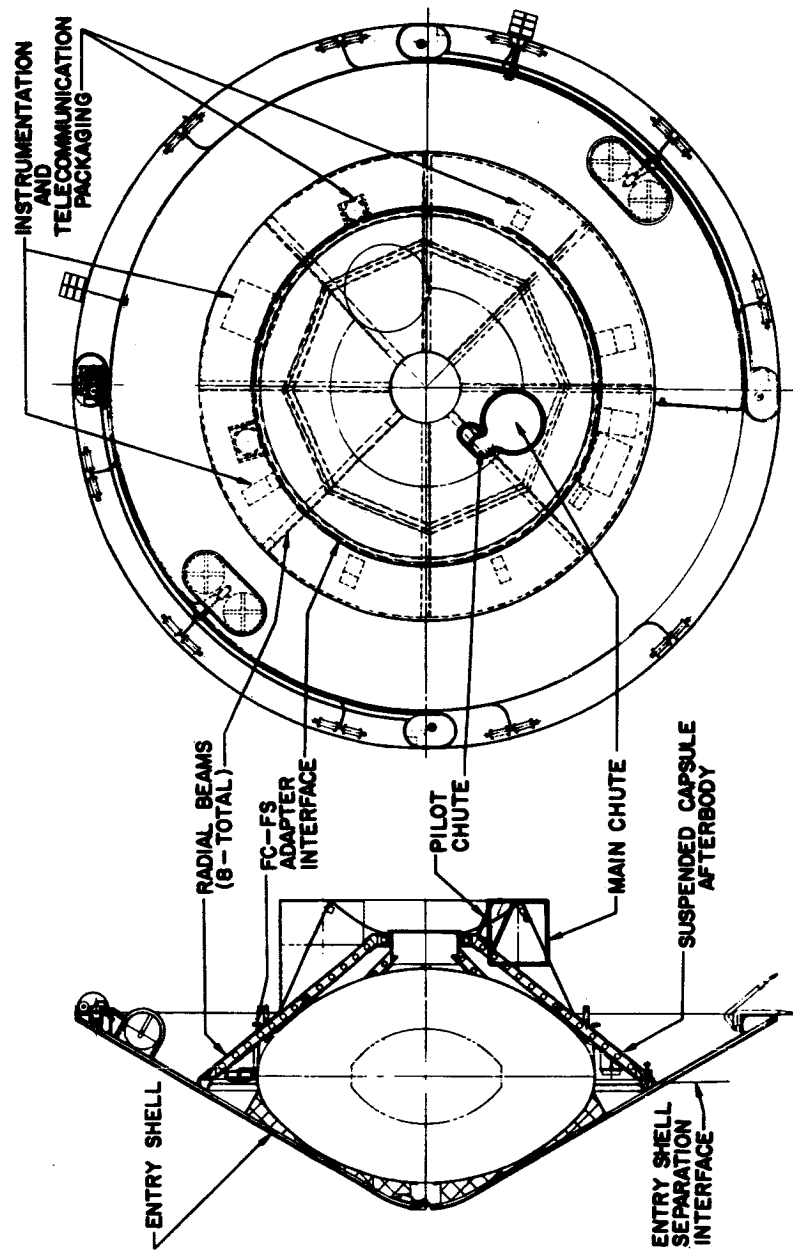 INSTRUMENTATION
AND
TELECOMMUNICATION
PACKAGING
RADIAL BEAMS
(8-TOTAL)
FC-FS
ADAPTER
INTERFACE
PILOT
CHUTE
MAIN CHUTE
SUSPENDED CAPSULE
AFTERBODY
ENTRY SHELL
ENTRY SHELL
SEPARATION
INTERFACE